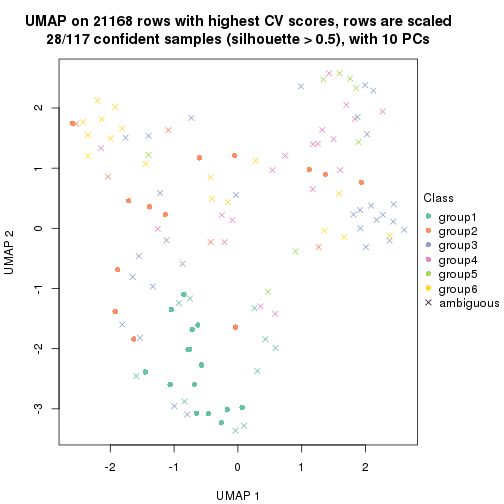 UMAP on 21168 rows with highest CV scores, rows are scaled
28/117 confident samples (silhouette > 0.5), with 10 PCs
2
1
0
-1
-2
-3
UMAP 2
-2
-1
0
1
2
UMAP 1
Class
group1
group2
group3
group4
group5
group6
ambiguous